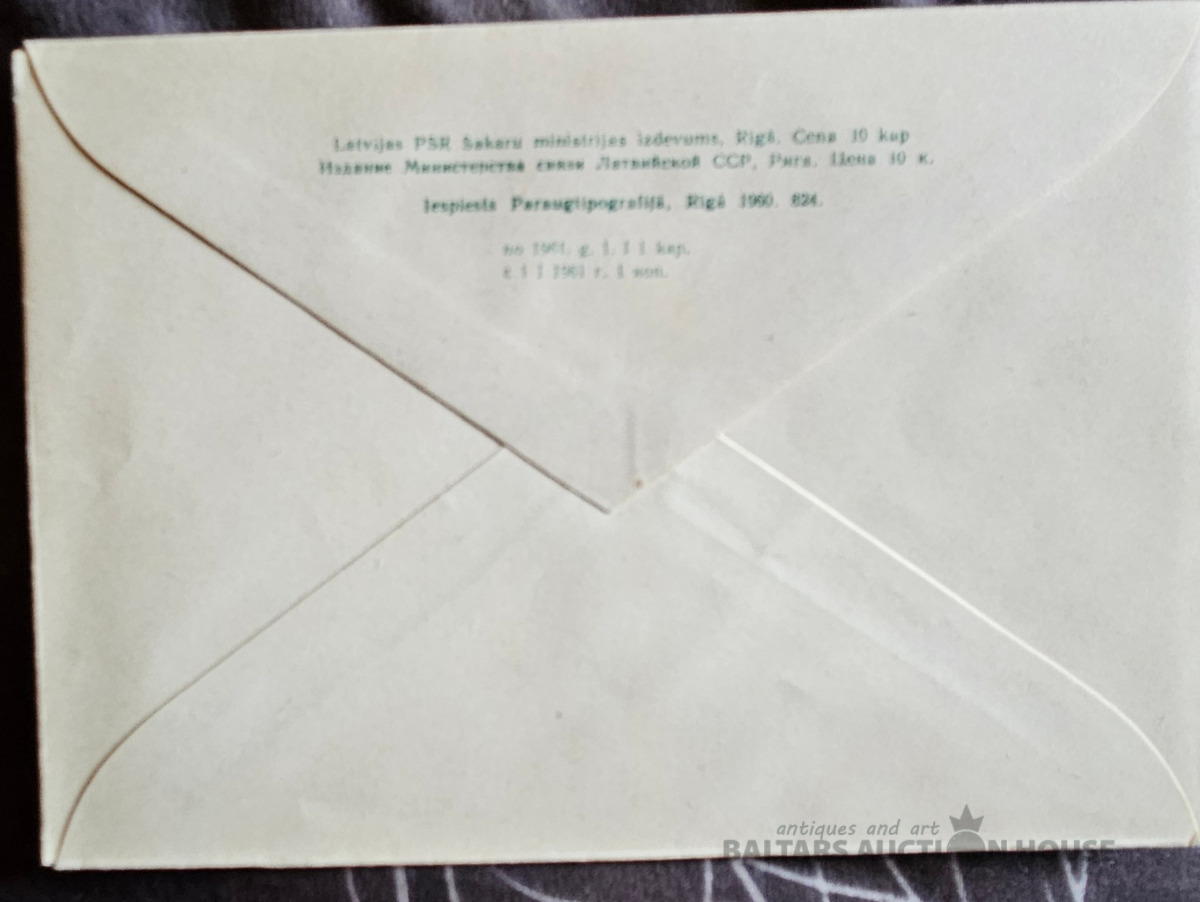 Latvijas PSR Sakaru ministrijas izdevums, Rīgā. Cena 10 kap
Издание Министерства связи Латвийской ССР, Рига. Цена 10 к.
Iespiests Paraugtipogrāfijā, Rīgā 1960. 824.
no 1961. g. 1. I 1 kap.
с 1 I 1961 г. 1 коп.
antiques and art
BALTARS AUCTION HOUSE